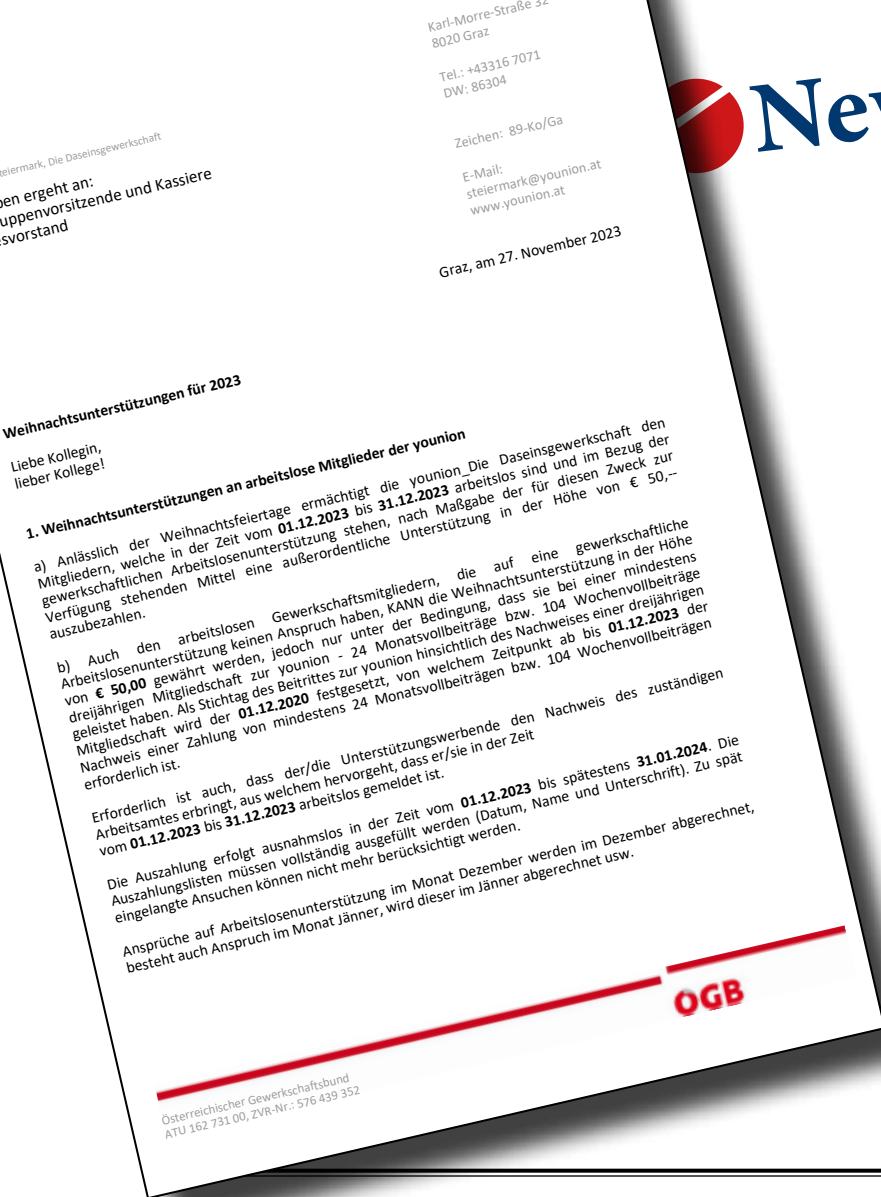 Karl-Morre-Straße 32
8020 Graz
Tel.: +43316 7071
DW: 86304
Zeichen: 89-Ko/Ga
E-Mail:
steiermark@younion.at
www.younion.at
Steiermark, Die Daseinsgewerkschaft
ben ergeht an:
ruppenvorsitzende und Kassiere
esvorstand
Graz, am 27. November 2023
New
Weihnachtsunterstützungen für 2023
Liebe Kollegin,
lieber Kollege!
1. Weihnachtsunterstützungen an arbeitslose Mitglieder der younion
a) Anlässlich der Weihnachtsfeiertage ermächtigt die younion_Die Daseinsgewerkschaft den
Mitgliedern, welche in der Zeit vom 01.12.2023 bis 31.12.2023 arbeitslos sind und im Bezug der
gewerkschaftlichen Arbeitslosenunterstützung stehen, nach Maßgabe der für diesen Zweck zur
Verfügung stehenden Mittel eine außerordentliche Unterstützung in der Höhe von € 50,--
auszubezahlen.
b) Auch den arbeitslosen Gewerkschaftsmitgliedern, die auf eine gewerkschaftliche
Arbeitslosenunterstützung keinen Anspruch haben, KANN die Weihnachtsunterstützung in der Höhe
von € 50,00 gewährt werden, jedoch nur unter der Bedingung, dass sie bei einer mindestens
dreijährigen Mitgliedschaft zur younion - 24 Monatsvollbeiträge bzw. 104 Wochenvollbeiträge
geleistet haben. Als Stichtag des Beitrittes zur younion hinsichtlich des Nachweises einer dreijährigen
Mitgliedschaft wird der 01.12.2020 festgesetzt, von welchem Zeitpunkt ab bis 01.12.2023 der
Nachweis einer Zahlung von mindestens 24 Monatsvollbeiträgen bzw. 104 Wochenvollbeiträgen
erforderlich ist.
Erforderlich ist auch, dass der/die Unterstützungswerbende den Nachweis des zuständigen
Arbeitsamtes erbringt, aus welchem hervorgeht, dass er/sie in der Zeit
vom 01.12.2023 bis 31.12.2023 arbeitslos gemeldet ist.
Die Auszahlung erfolgt ausnahmslos in der Zeit vom 01.12.2023 bis spätestens 31.01.2024. Die
Auszahlungslisten müssen vollständig ausgefüllt werden (Datum, Name und Unterschrift). Zu spät
eingelangte Ansuchen können nicht mehr berücksichtigt werden.
Ansprüche auf Arbeitslosenunterstützung im Monat Dezember werden im Dezember abgerechnet,
besteht auch Anspruch im Monat Jänner, wird dieser im Jänner abgerechnet usw.
ÖGB
Österreichischer Gewerkschaftsbund
ATU 162 731 00, ZVR-Nr.: 576 439 352